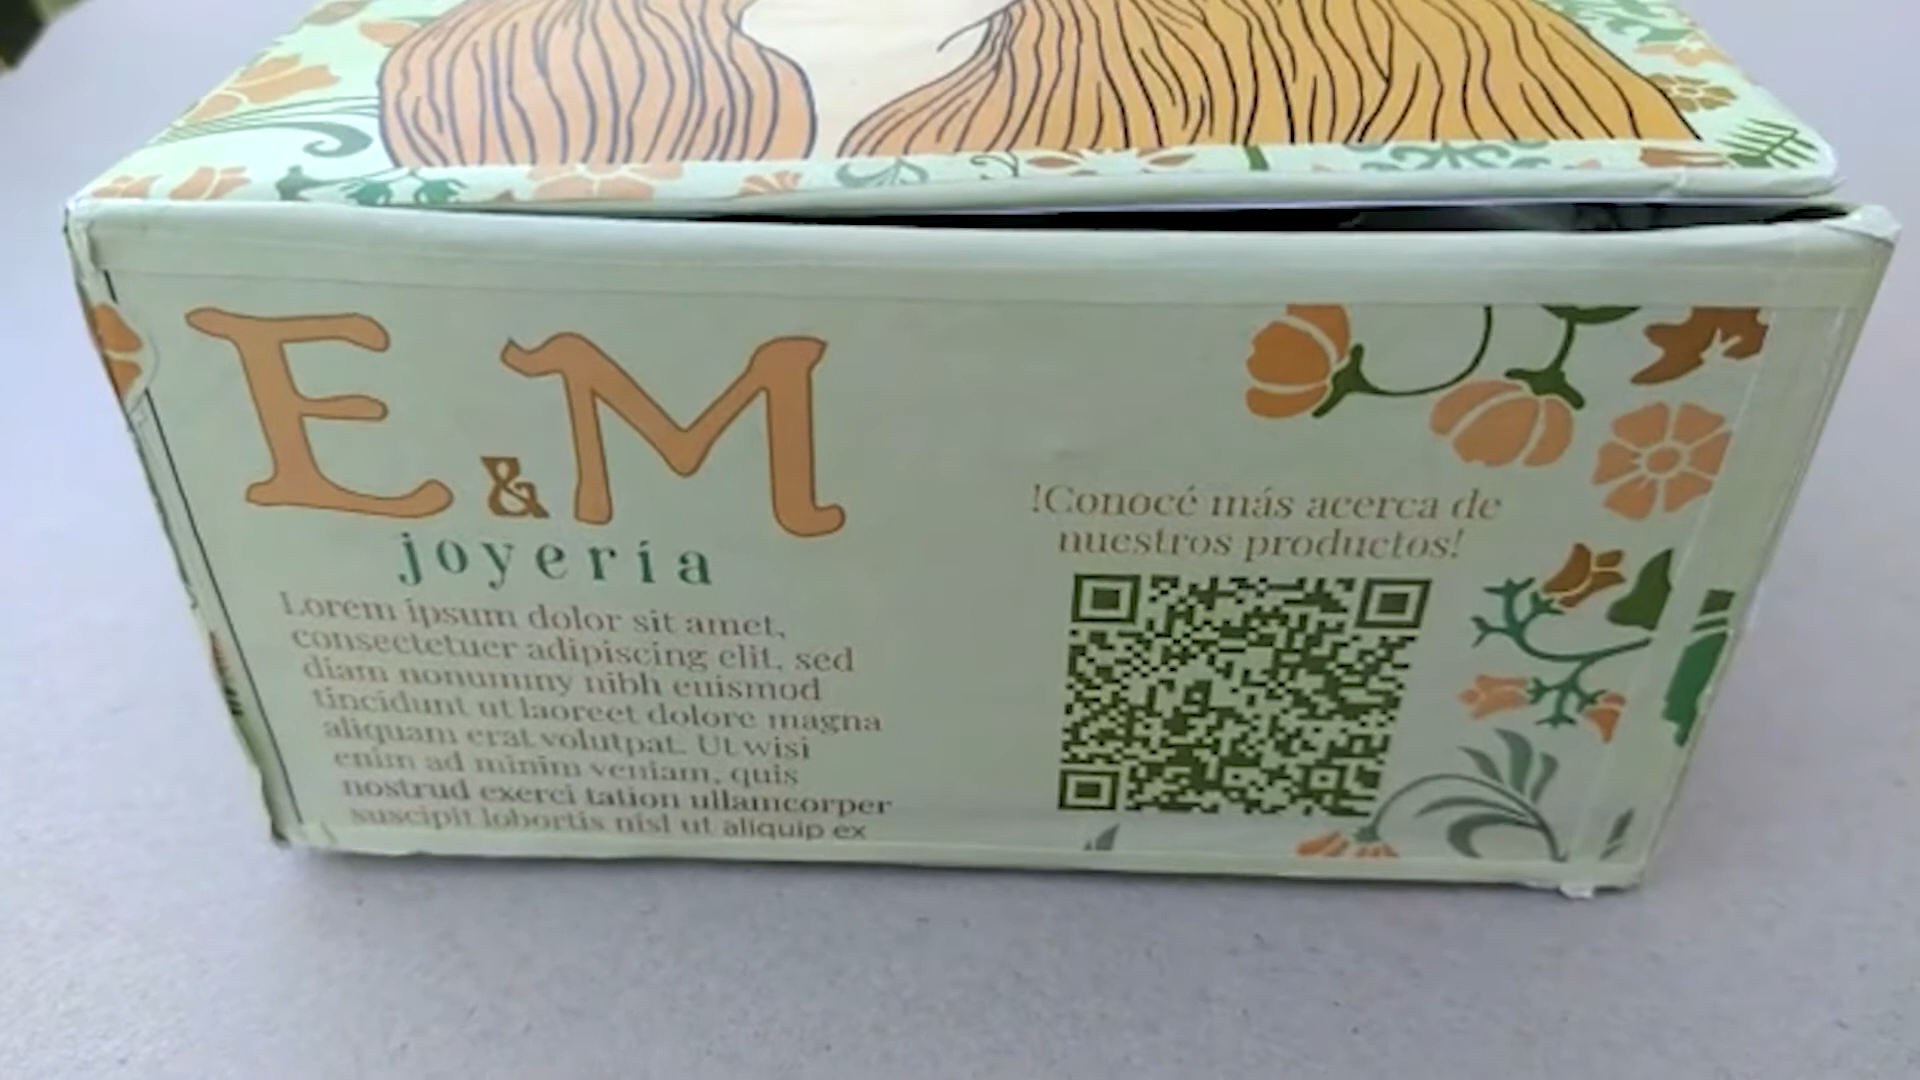 E&M
joyería
Lorem ipsum dolor sit amet,
consectetuer adipiscing elit, sed
diam nonummy nibh euismod
tincidunt ut laoreet dolore magna
aliquam erat volutpat. Ut wisi
enim ad minim veniam, quis
nostrud exerci tation ullamcorper
suscipit lobortis nisl ut aliquip ex
!Conocé más acerca de
nuestros productos!